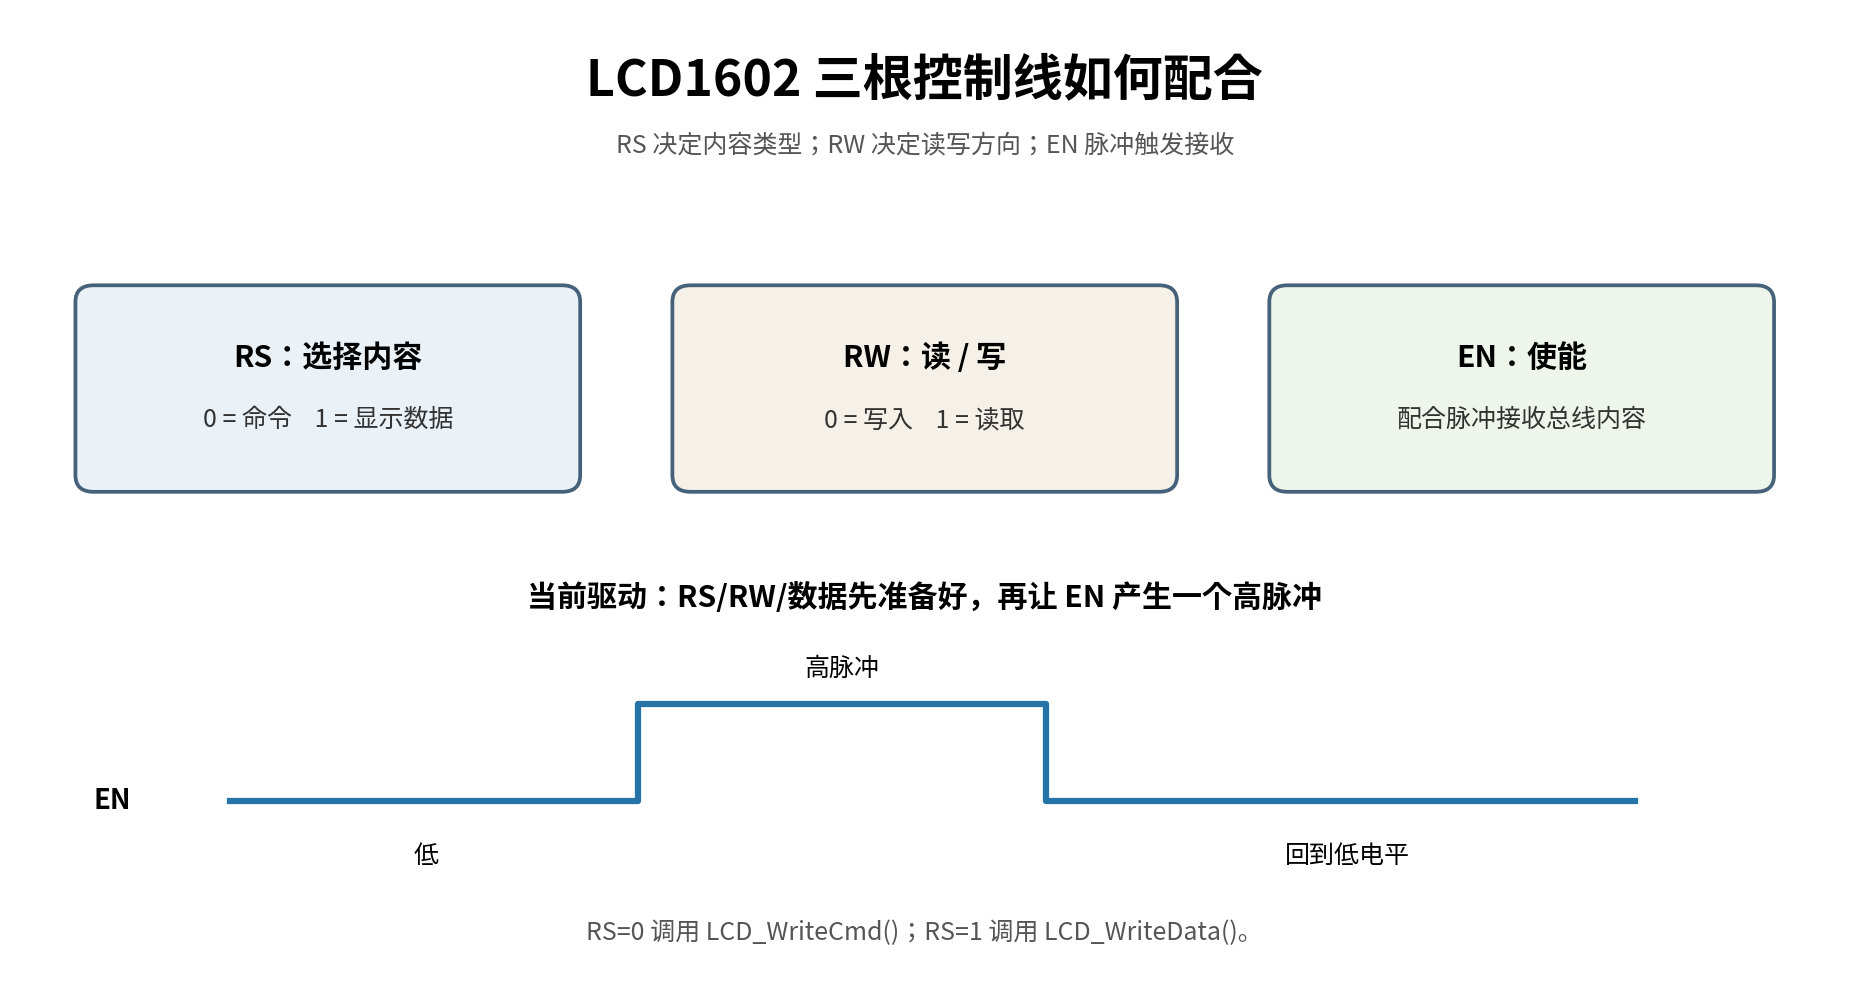 LCD1602 三根控制线如何配合
RS 决定内容类型；RW 决定读写方向；EN 脉冲触发接收
RS：选择内容
0 = 命令 1 = 显示数据
RW：读 / 写
0 = 写入 1 = 读取
EN：使能
配合脉冲接收总线内容
当前驱动：RS/RW/数据先准备好，再让 EN 产生一个高脉冲
高脉冲
EN
低
回到低电平
RS=0 调用 LCD_WriteCmd()；RS=1 调用 LCD_WriteData()。